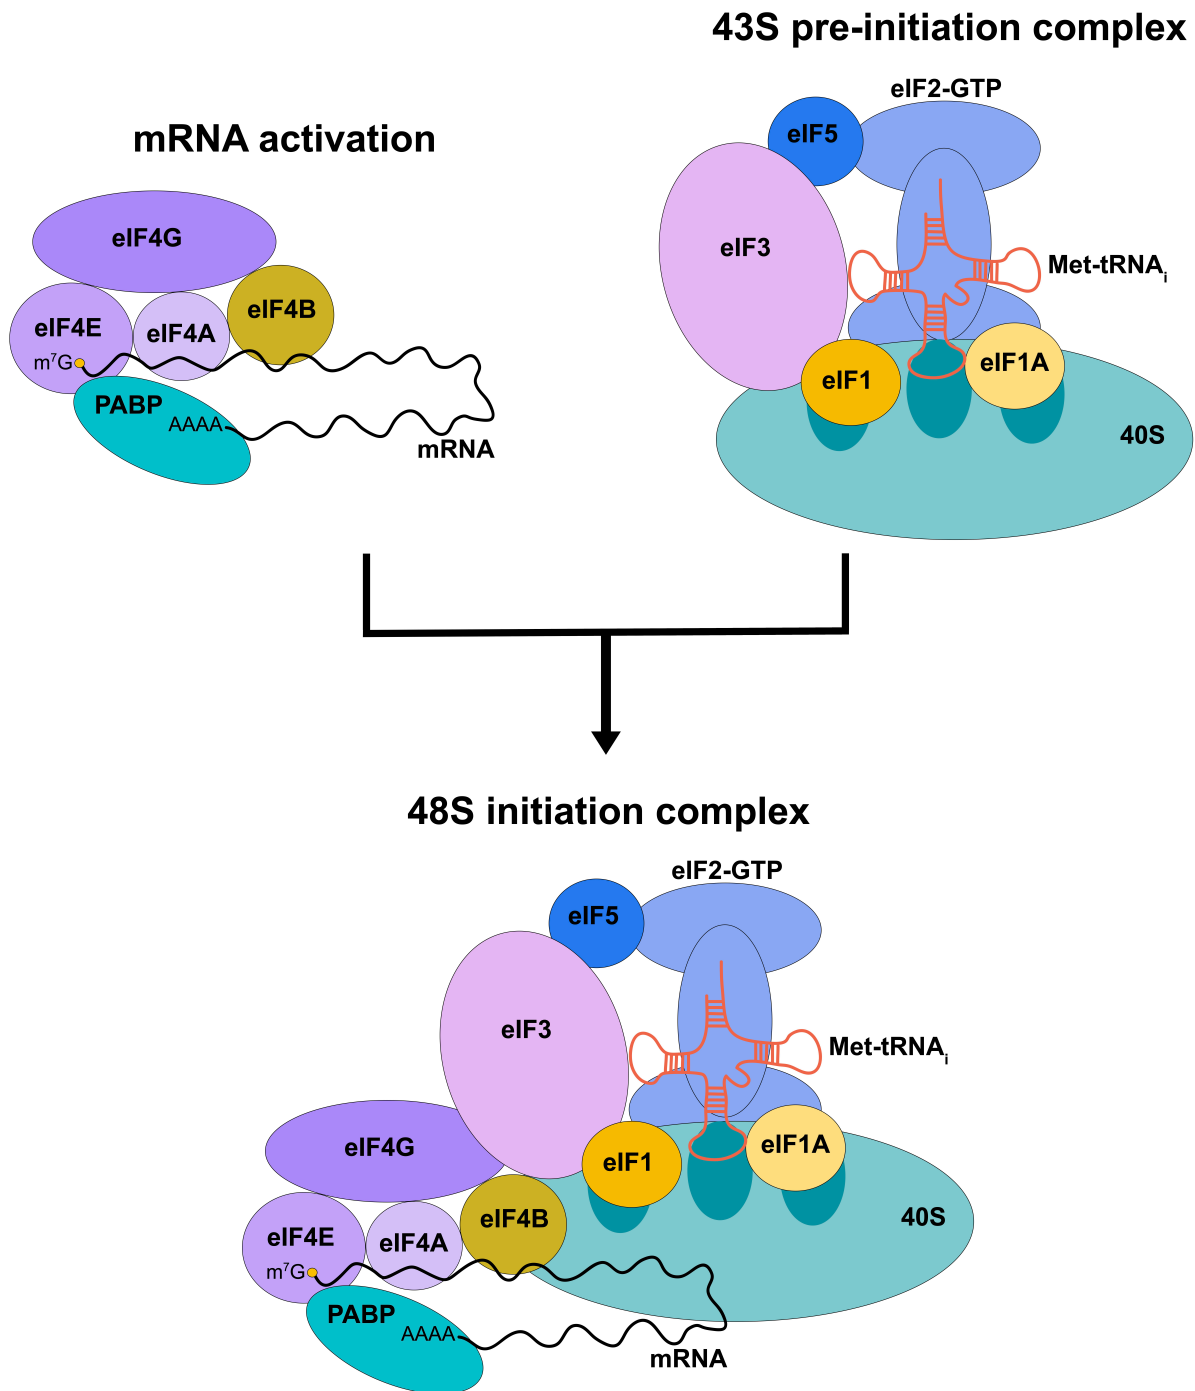 43S pre-initiation complex
eIF2-GTP
eIF5
mRNA activation
eIF4G
eIF3
Met-tRNAi
eIF4B
eIF4E
eIF4A
m7G
eIF1
eIF1A
PABP
AAAA
mRNA
40S
48S initiation complex
eIF2-GTP
eIF5
eIF3
Met-tRNAi
eIF4G
eIF1
eIF1A
eIF4B
40S
eIF4E
eIF4A
m7G
PABP
AAAA
mRNA